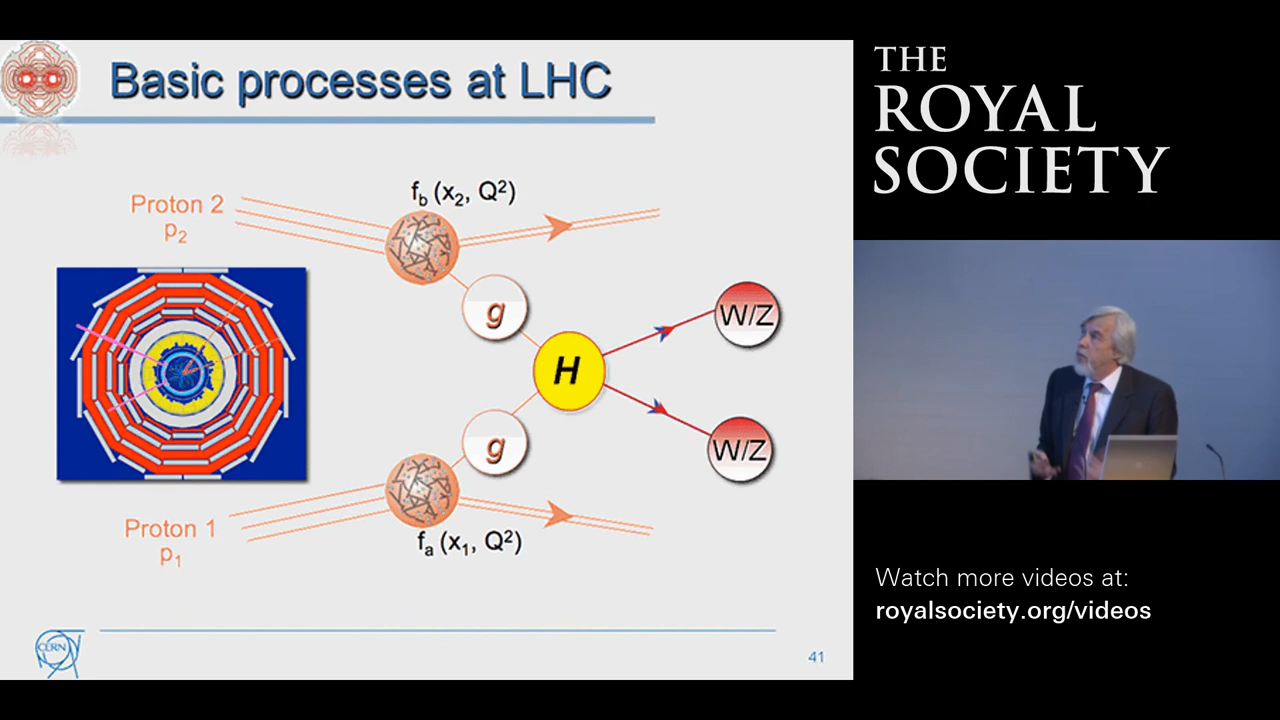 Basic processes at LHC
Proton 2
p₂
f_b (x₂, Q²)
g
W/Z
H
g
W/Z
Proton 1
p₁
f_a (x₁, Q²)
CERN
41
THE
ROYAL
SOCIETY
Watch more videos at:
royalsociety.org/videos